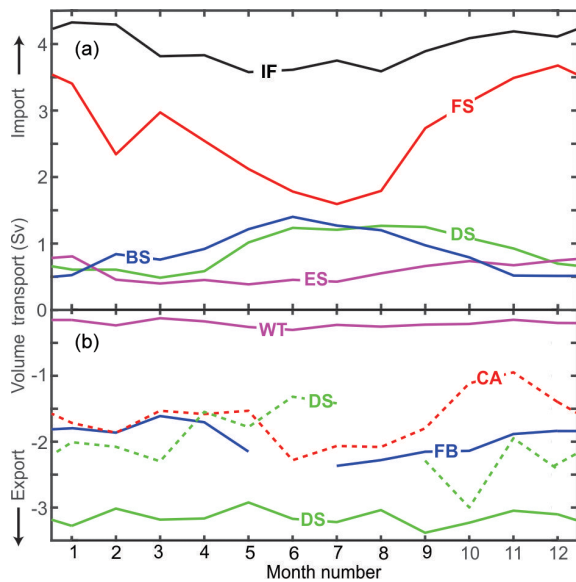 4
(a)
IF
Import
FS
3
2
DS
1
BS
ES
0
Volume transport (Sv)
WT
(b)
-1
CA
DS
-2
FB
Export
-3
DS
1 2 3 4 5 6 7 8 9 10 11 12
Month number